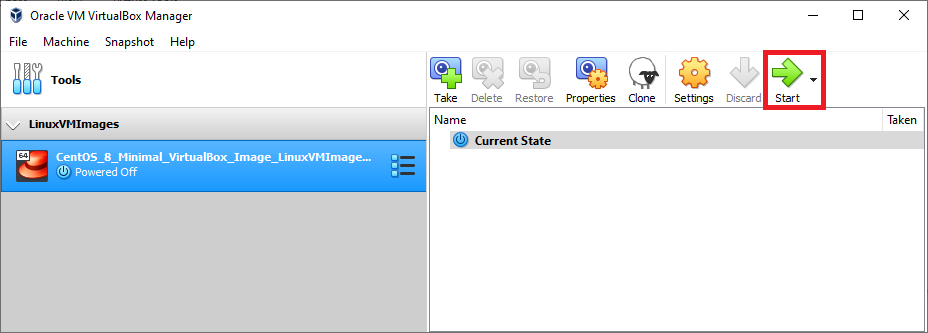 Oracle VM VirtualBox Manager
File Machine Snapshot Help
Tools
Take Delete Restore Properties Clone Settings Discard Start
LinuxVMImages
Name Taken
64 CentOS_8_Minimal_VirtualBox_Image_LinuxVMImage...
Powered Off
Current State